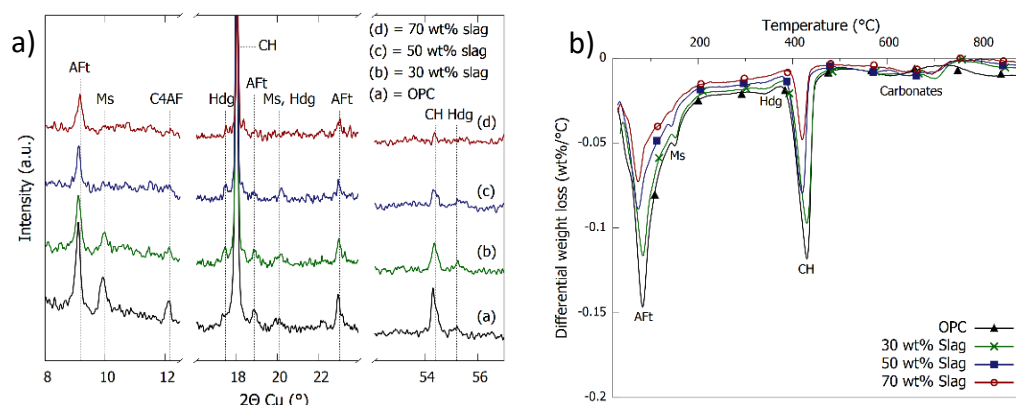 a)
(d) = 70 wt% slag
(c) = 50 wt% slag
(b) = 30 wt% slag
(a) = OPC
AFt
Ms
C4AF
CH
Hdg
AFt
Ms, Hdg
AFt
CH Hdg
(d)
(c)
(b)
(a)
Intensity (a.u.)
8 10 12 18 20 22 54 56
2Θ Cu (°)
b)
Temperature (°C)
200 400 600 800
0
-0.05
-0.1
-0.15
-0.2
Differential weight loss (wt%/°C)
Hdg
Carbonates
Ms
CH
AFt
OPC
30 wt% Slag
50 wt% Slag
70 wt% Slag